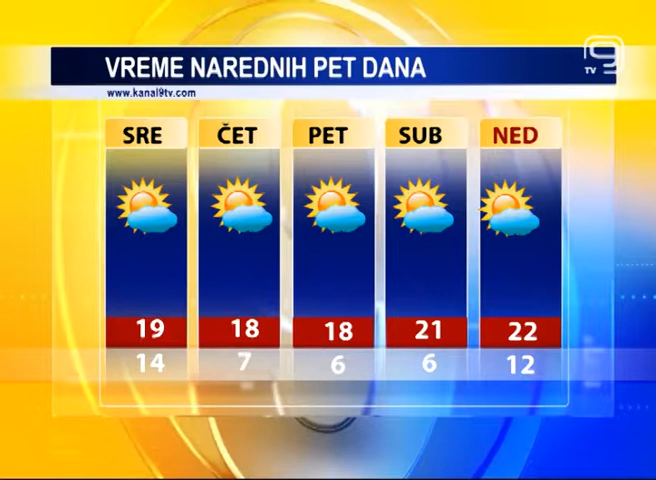 VREME NAREDNIH PET DANA
9
TV
www.kanal9tv.com
SRE ČET PET SUB NED
19 18 18 21 22
14 7 6 6 12